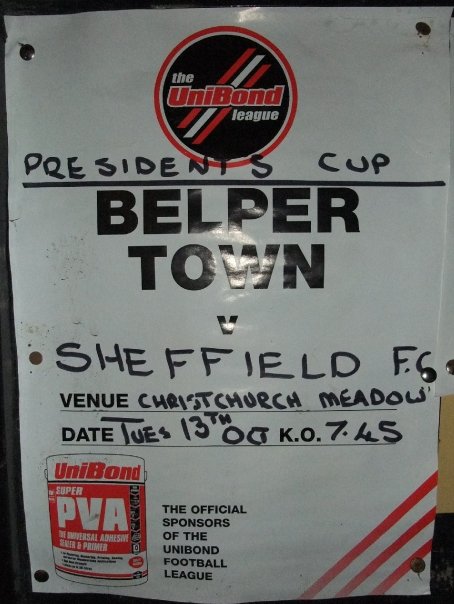 the
UniBond
league
PRESIDENTS CUP
BELPER
TOWN
v
SHEFFIELD F.C
VENUE CHRISTCHURCH MEADOW
DATE TUES 13TH OCT K.O. 7.45
UniBond
SUPER
PVA
THE UNIVERSAL ADHESIVE
SEALER & PRIMER
THE OFFICIAL
SPONSORS
OF THE
UNIBOND
FOOTBALL
LEAGUE